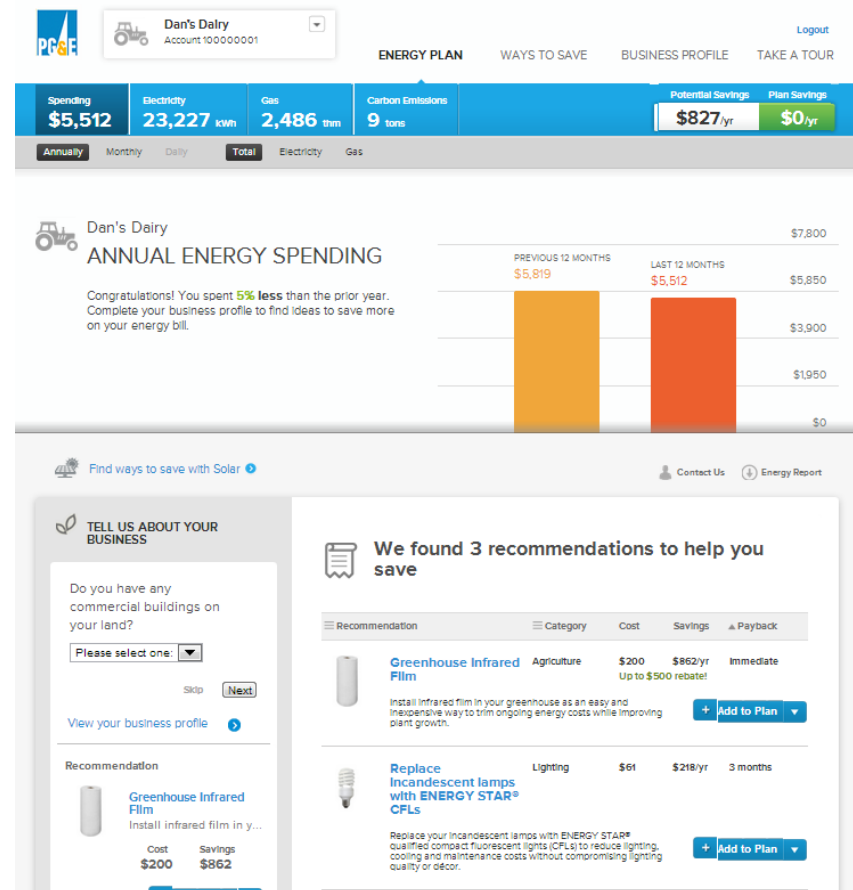 PG&E
Dan's Dairy
Account 100000001
Logout
ENERGY PLAN WAYS TO SAVE BUSINESS PROFILE TAKE A TOUR
Spending Electricity Gas Carbon Emissions Potential Savings Plan Savings
$5,512 23,227 kWh 2,486 thm 9 tons $827/yr $0/yr
Annually Monthly Daily Total Electricity Gas
Dan's Dairy
ANNUAL ENERGY SPENDING
Congratulations! You spent 5% less than the prior year.
Complete your business profile to find ideas to save more
on your energy bill.
PREVIOUS 12 MONTHS
$5,819
LAST 12 MONTHS
$5,512
$7,800
$5,850
$3,900
$1,950
$0
Find ways to save with Solar
Contact Us Energy Report
TELL US ABOUT YOUR
BUSINESS
Do you have any
commercial buildings on
your land?
Please select one:
Skip Next
View your business profile
Recommendation
Greenhouse Infrared
Film
Install infrared film in y...
Cost Savings
$200 $862
We found 3 recommendations to help you
save
Recommendation Category Cost Savings Payback
Greenhouse Infrared
Film
Agriculture $200 $862/yr Immediate
Up to $500 rebate!
Install infrared film in your greenhouse as an easy and
inexpensive way to trim ongoing energy costs while improving
plant growth.
+ Add to Plan
Replace
Incandescent lamps
with ENERGY STAR®
CFLs
Lighting $61 $218/yr 3 months
Replace your incandescent lamps with ENERGY STAR®
qualified compact fluorescent lights (CFLs) to reduce lighting,
cooling and maintenance costs without compromising lighting
quality or décor.
+ Add to Plan